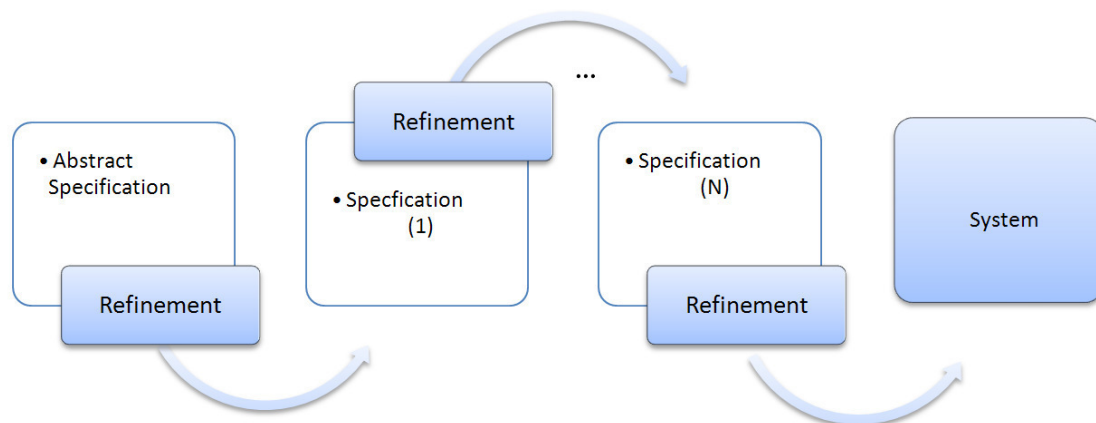 • Abstract
Specification
Refinement
Refinement
• Specfication
(1)
...
• Specification
(N)
Refinement
System